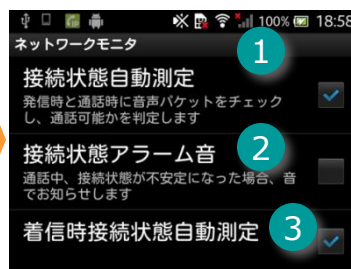 100% 18:58
ネットワークモニタ
1
接続状態自動測定
発信時と通話時に音声パケットをチェック
し、通話可能かを判定します
2
接続状態アラーム音
通話中、接続状態が不安定になった場合、音
でお知らせします
着信時接続状態自動測定 3